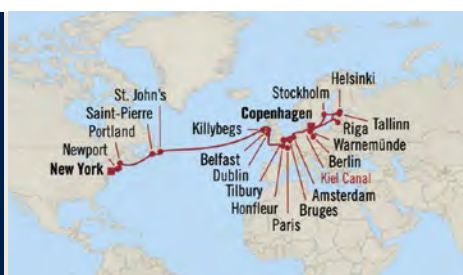 Helsinki
Stockholm
St. John's
Copenhagen
Saint-Pierre
Killybegs
Riga
Tallinn
Portland
Warnemünde
Newport
Belfast
Berlin
New York
Dublin
Kiel Canal
Tilbury
Amsterdam
Honfleur
Bruges
Paris